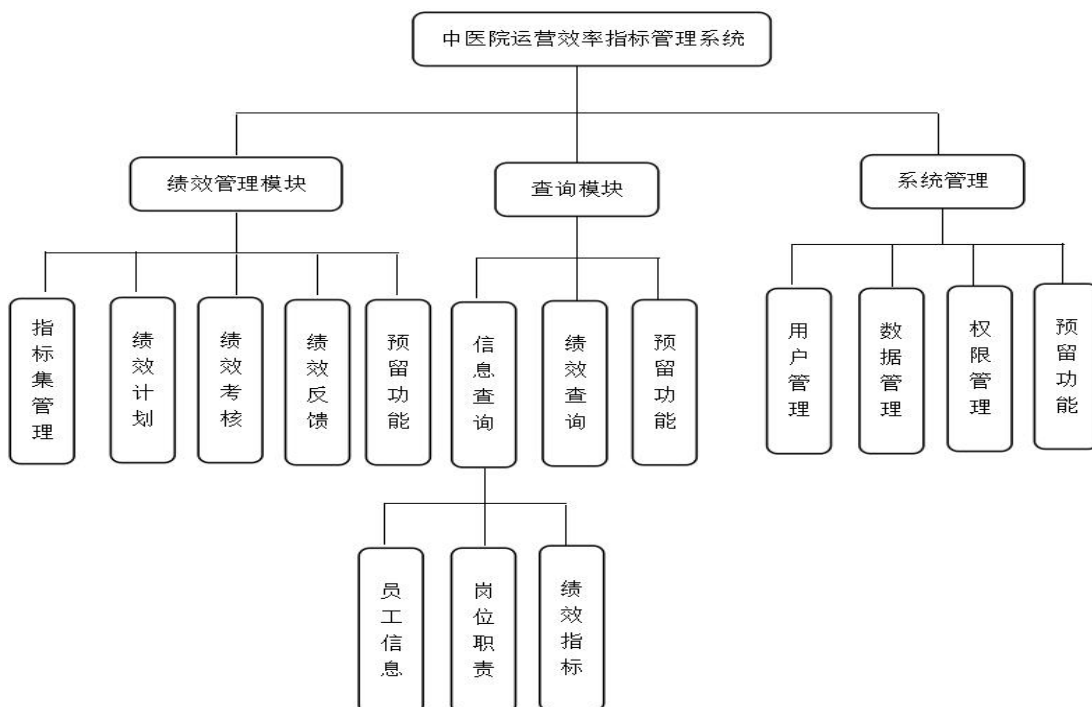 中医院运营效率指标管理系统
绩效管理模块
查询模块
系统管理
指标集管理
绩效计划
绩效考核
绩效反馈
预留功能
信息查询
绩效查询
预留功能
用户管理
数据管理
权限管理
预留功能
员工信息
岗位职责
绩效指标